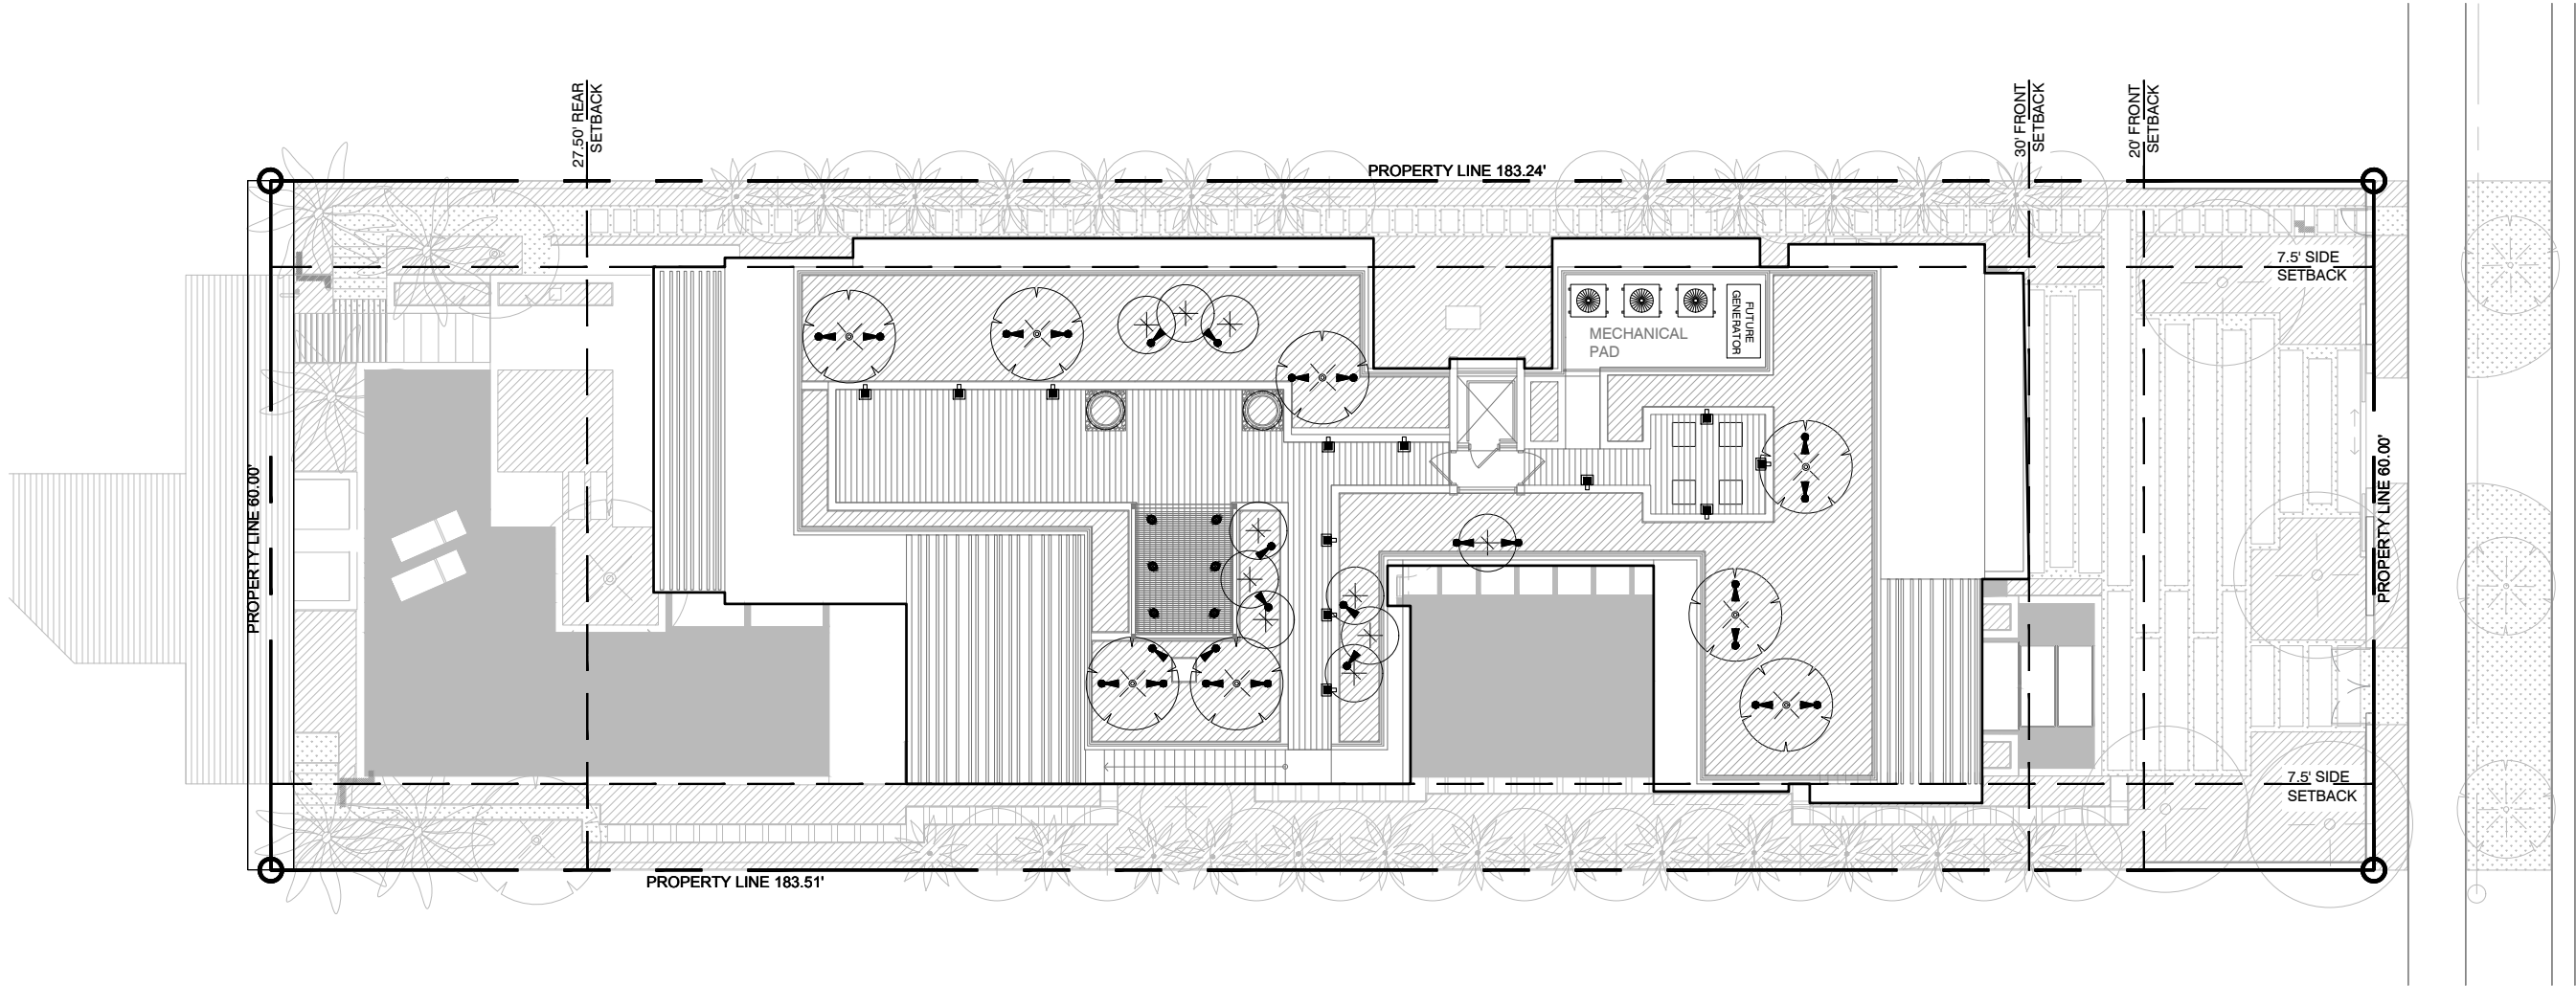 27.50' REAR
SETBACK
30' FRONT
SETBACK
20' FRONT
SETBACK
PROPERTY LINE 183.24'
7.5' SIDE
SETBACK
MECHANICAL
PAD
FUTURE
GENERATOR
PROPERTY LINE 60.00'
PROPERTY LINE 60.00'
7.5' SIDE
SETBACK
PROPERTY LINE 183.51'